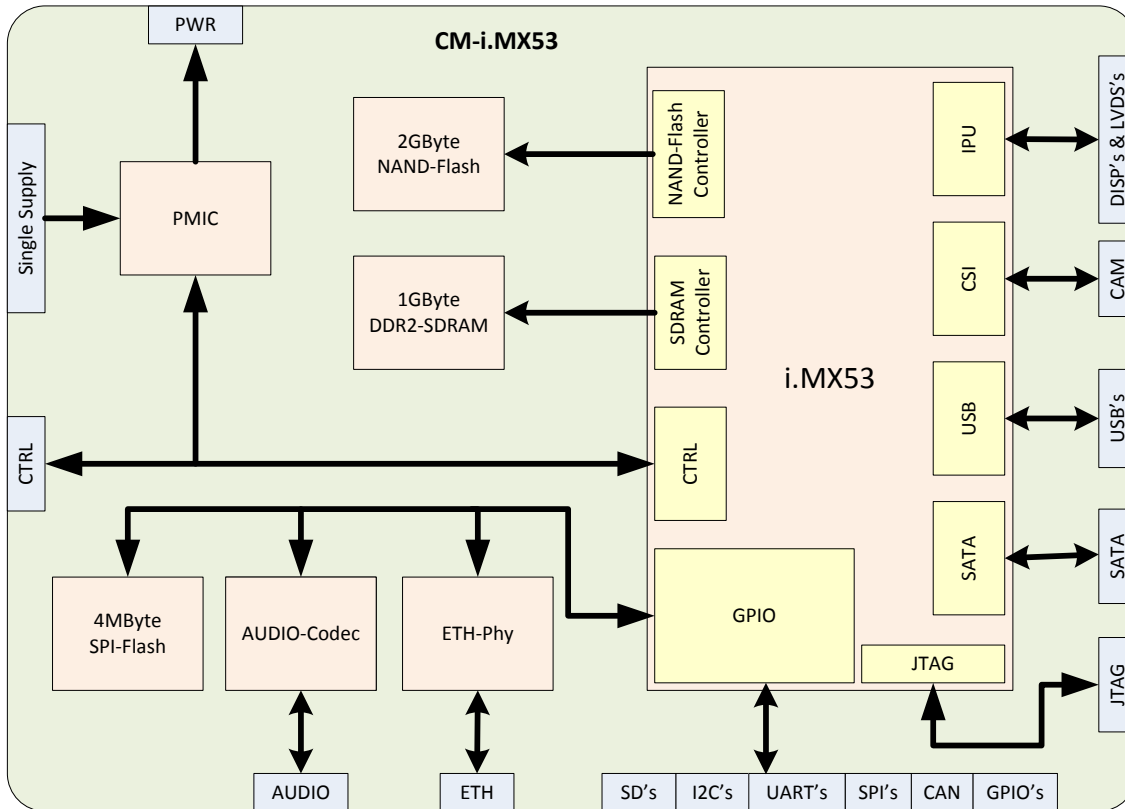 PWR
CM-i.MX53
Single Supply
PMIC
2GByte
NAND-Flash
NAND-Flash
Controller
IPU
DISP's & LVDS's
1GByte
DDR2-SDRAM
SDRAM
Controller
CSI
CAM
i.MX53
USB
USB's
CTRL
CTRL
SATA
SATA
4MByte
SPI-Flash
AUDIO-Codec
ETH-Phy
GPIO
JTAG
JTAG
AUDIO
ETH
SD's
I2C's
UART's
SPI's
CAN
GPIO's